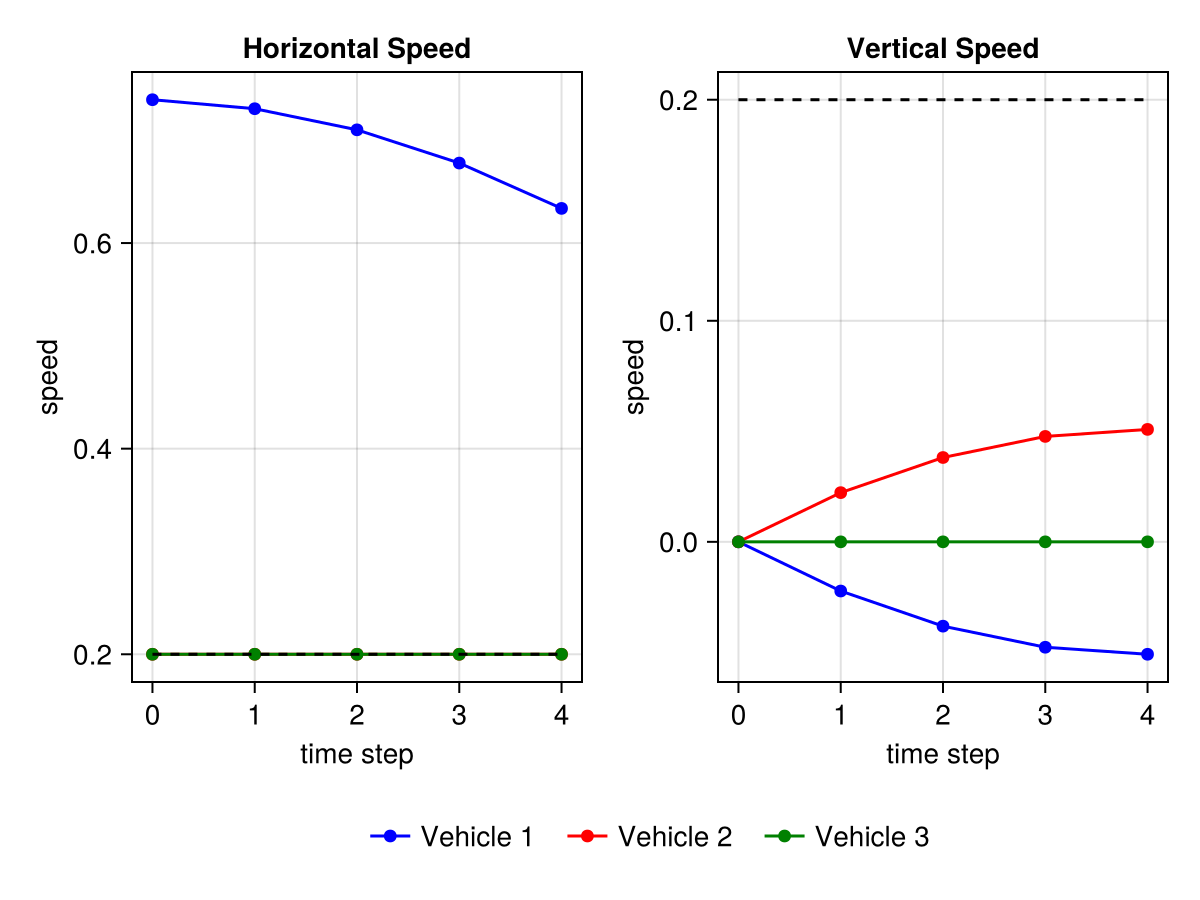 Horizontal Speed
0.6
0.4
0.2
speed
0 1 2 3 4
time step
Vertical Speed
0.2
0.1
0.0
speed
0 1 2 3 4
time step
Vehicle 1 Vehicle 2 Vehicle 3